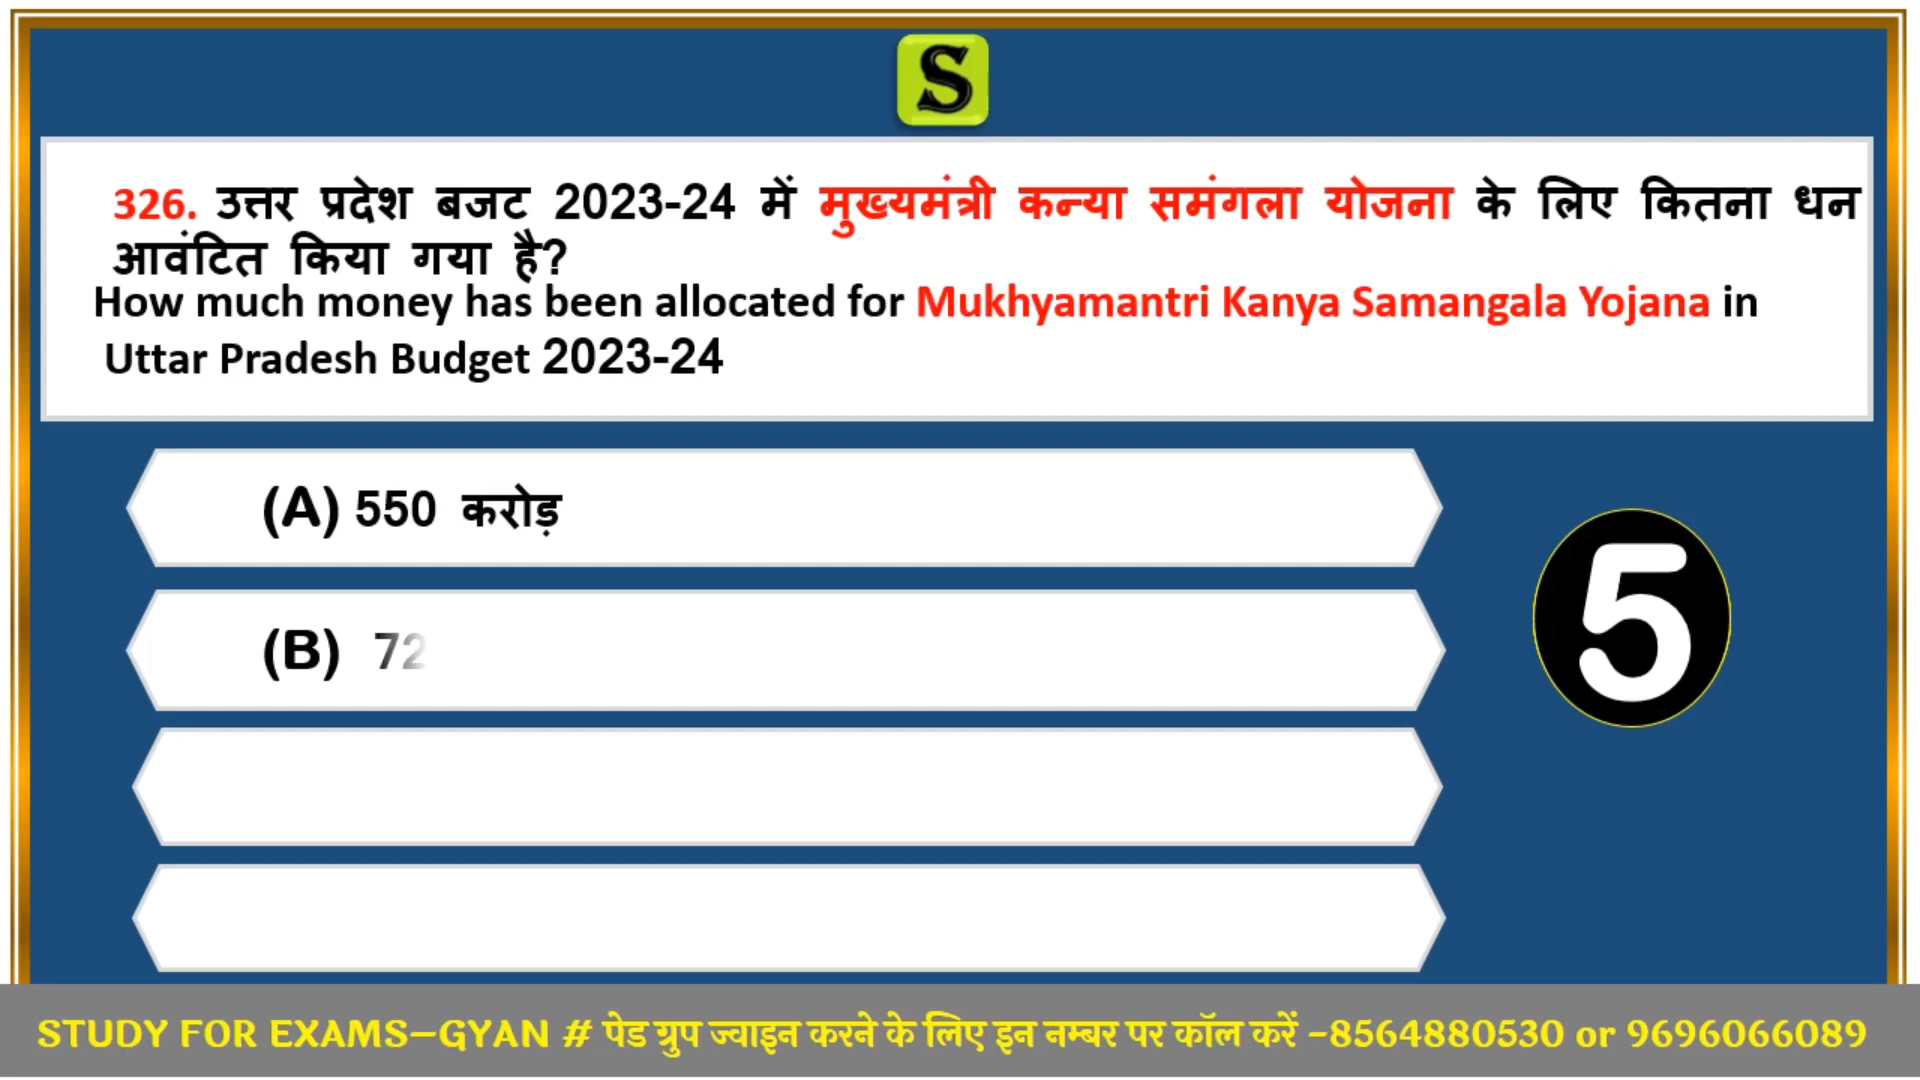 S
326. उत्तर प्रदेश बजट 2023-24 में मुख्यमंत्री कन्या समंगला योजना के लिए कितना धन
आवंटित किया गया है?
How much money has been allocated for Mukhyamantri Kanya Samangala Yojana in
Uttar Pradesh Budget 2023-24
(A) 550 करोड़
(B) 72
5
STUDY FOR EXAMS–GYAN # पेड ग्रुप ज्वाइन करने के लिए इन नम्बर पर कॉल करें -8564880530 or 9696066089